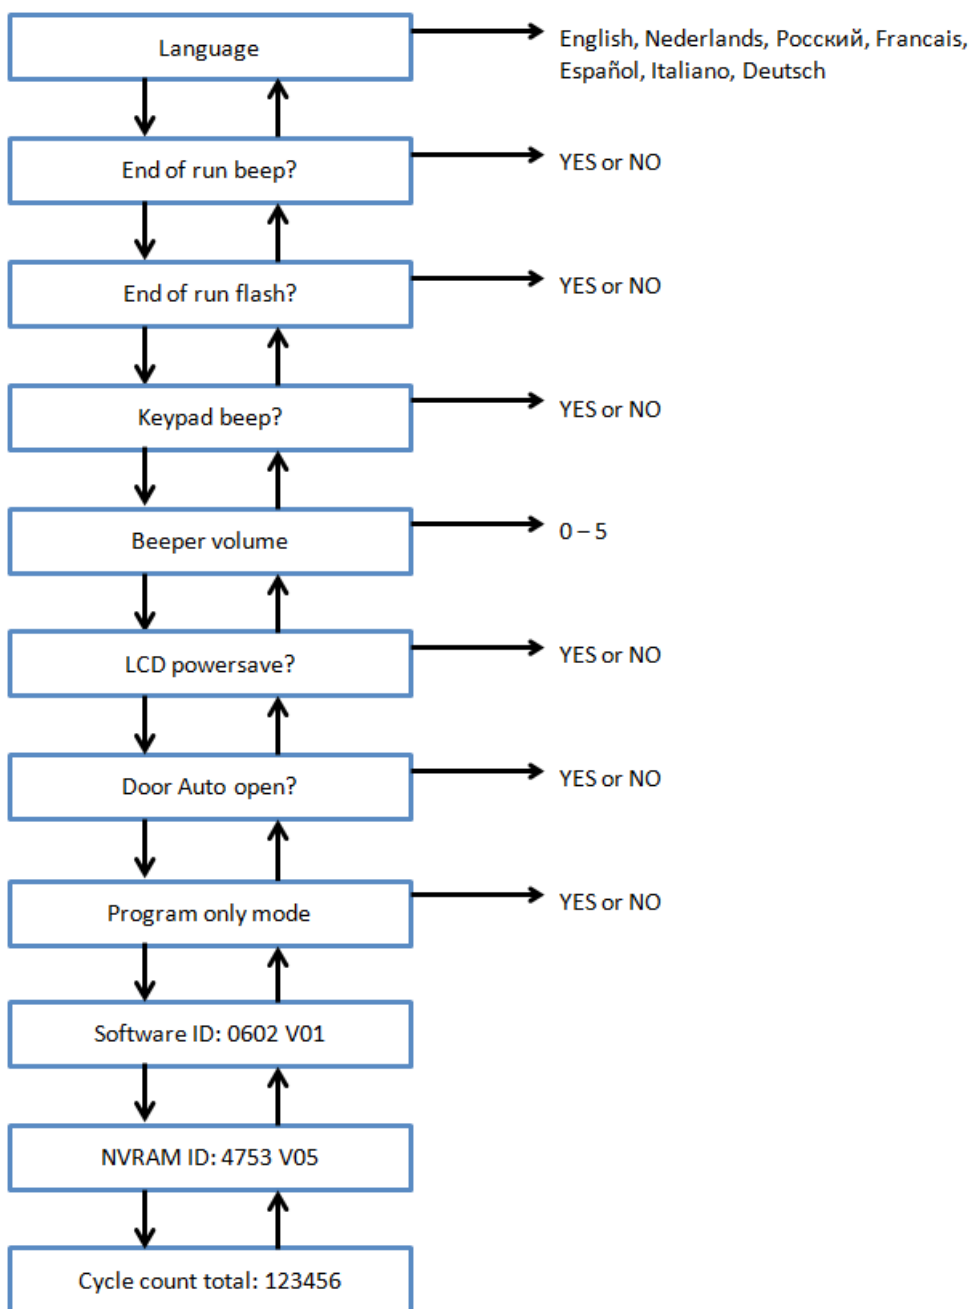 Language
English, Nederlands, Росский, Francais,
Español, Italiano, Deutsch
End of run beep?
YES or NO
End of run flash?
YES or NO
Keypad beep?
YES or NO
Beeper volume
0 – 5
LCD powersave?
YES or NO
Door Auto open?
YES or NO
Program only mode
YES or NO
Software ID: 0602 V01
NVRAM ID: 4753 V05
Cycle count total: 123456